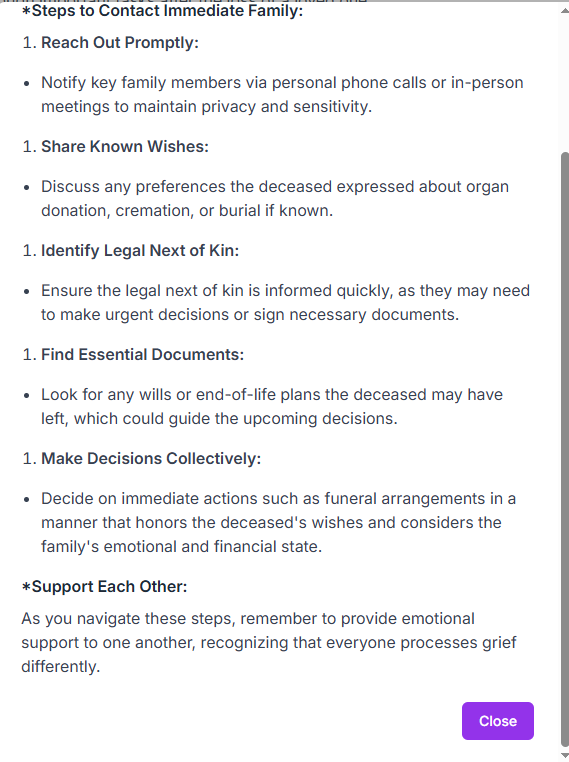 *Steps to Contact Immediate Family:
1. Reach Out Promptly:
• Notify key family members via personal phone calls or in-person
meetings to maintain privacy and sensitivity.
1. Share Known Wishes:
• Discuss any preferences the deceased expressed about organ
donation, cremation, or burial if known.
1. Identify Legal Next of Kin:
• Ensure the legal next of kin is informed quickly, as they may need
to make urgent decisions or sign necessary documents.
1. Find Essential Documents:
• Look for any wills or end-of-life plans the deceased may have
left, which could guide the upcoming decisions.
1. Make Decisions Collectively:
• Decide on immediate actions such as funeral arrangements in a
manner that honors the deceased's wishes and considers the
family's emotional and financial state.
*Support Each Other:
As you navigate these steps, remember to provide emotional
support to one another, recognizing that everyone processes grief
differently.
Close